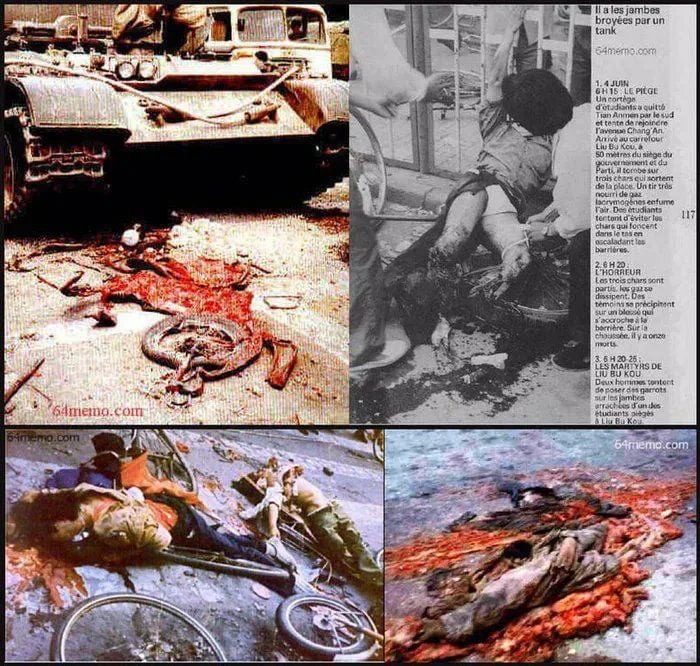 Il a les jambes
broyées par un
tank
64memo.com
1. 4 JUIN
6 H 15 : LE PIÈGE
Un cortège
d'étudiants a quitté
Tian Anmen par le sud
et tente de rejoindre
l'avenue Chang'An.
Arrivé au carrefour
Liu Bu Kou, à
50 mètres du siège du
gouvernement et du
Parti, il tombe sur
trois chars qui sortent
de la place. Un tir très
nourri de gaz
lacrymogènes enfume
l'air. Des étudiants
tentent d'éviter les
chars qui foncent
dans le tas en
escaladant les
barrières.
117
2. 6 H 20 :
L'HORREUR
Les trois chars sont
partis, les gaz se
dissipent. Des
témoins se précipitent
sur un blessé qui
s'accroche à la
barrière. Sur la
chaussée, il y a onze
morts.
3. 6 H 20-25 :
LES MARTYRS DE
LIU BU KOU
Deux hommes tentent
de poser des garrots
sur les jambes
arrachées d'un des
étudiants piégés
à Liu Bu Kou.
64memo.com
64memo.com
64memo.com